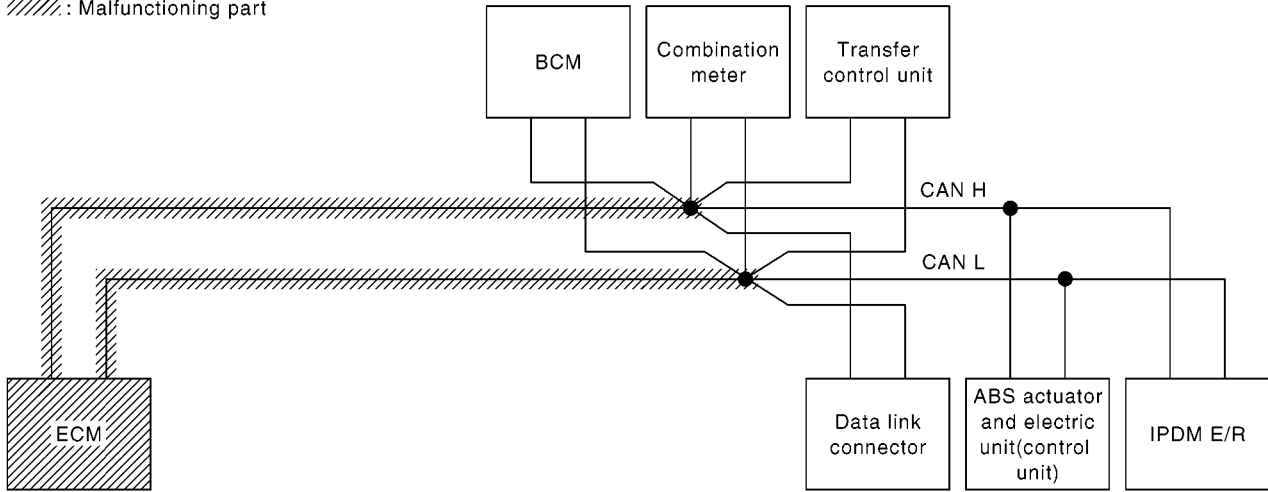 : Malfunctioning part
BCM
Combination
meter
Transfer
control unit
CAN H
CAN L
ECM
Data link
connector
ABS actuator
and electric
unit(control
unit)
IPDM E/R